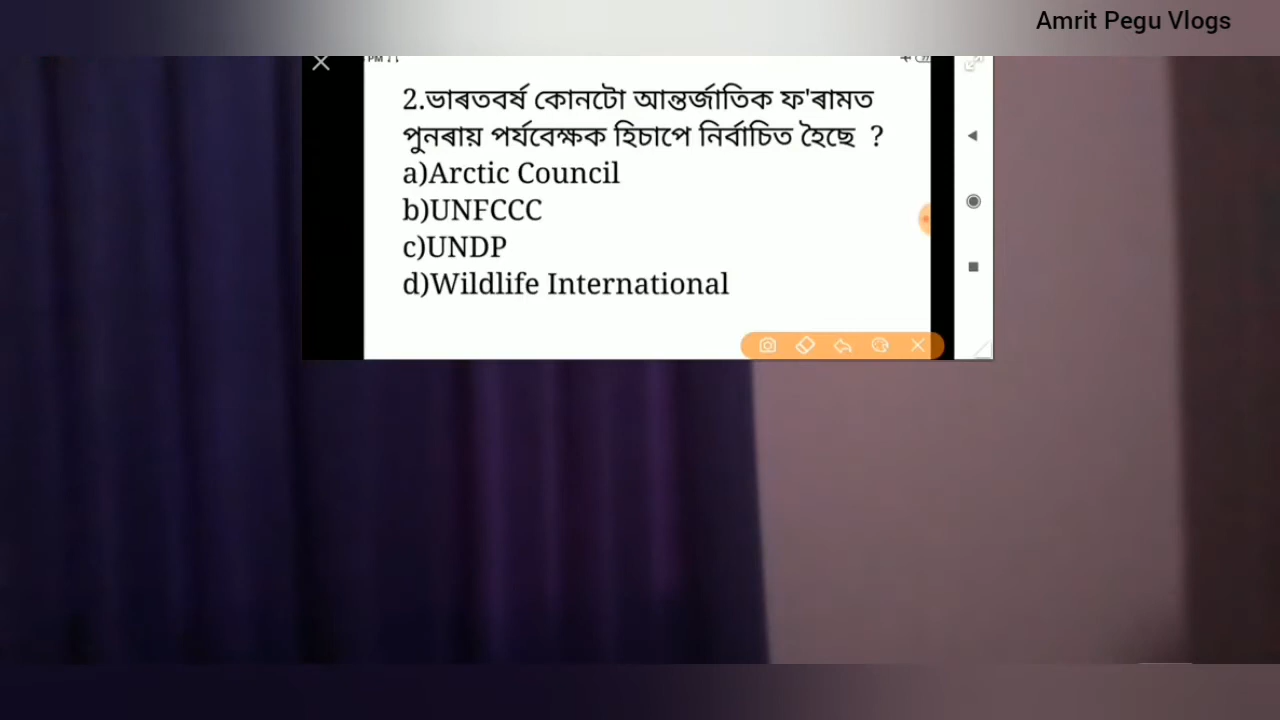 Amrit Pegu Vlogs
2.ভাৰতবৰ্ষ কোনটো আন্তৰ্জাতিক ফ'ৰামত
পুনৰায় পৰ্যবেক্ষক হিচাপে নিৰ্বাচিত হৈছে ?
a)Arctic Council
b)UNFCCC
c)UNDP
d)Wildlife International